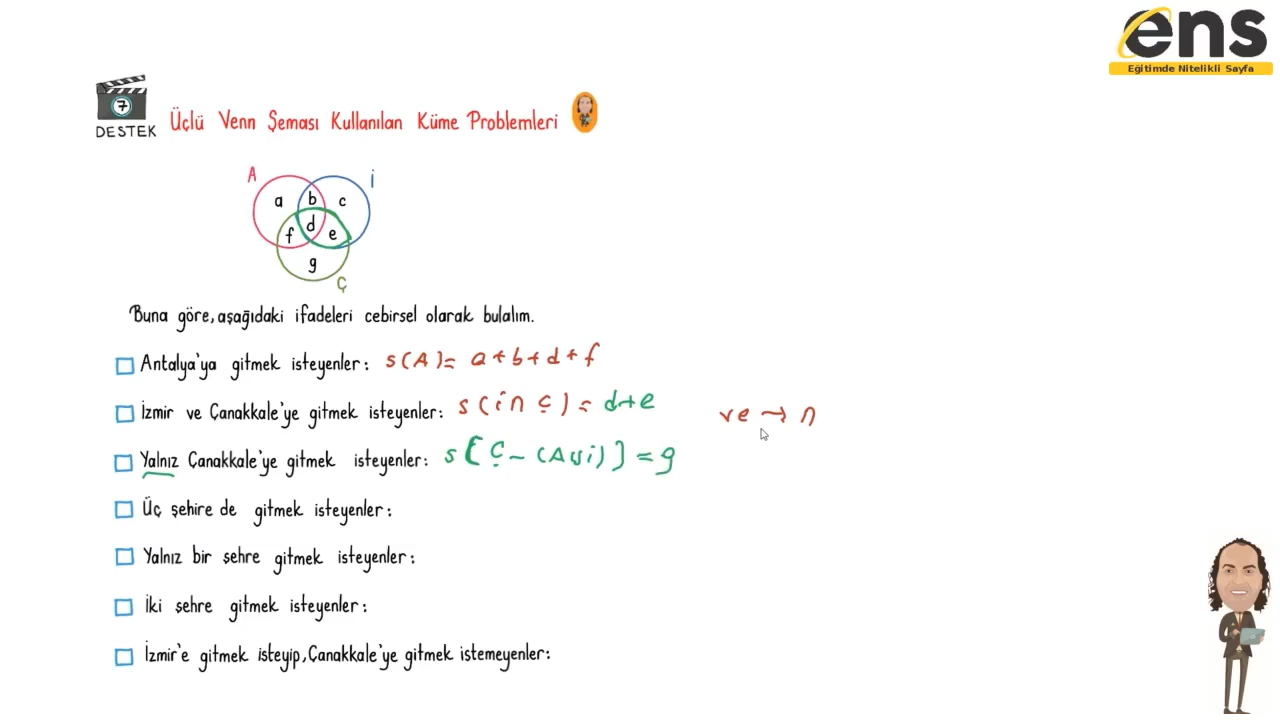 ens
Eğitimde Nitelikli Sayfa
7
DESTEK
Üçlü Venn Şeması Kullanılan Küme Problemleri
A
İ
a b c
d
f e
g
Ç
Buna göre, aşağıdaki ifadeleri cebirsel olarak bulalım.
Antalya'ya gitmek isteyenler: s(A)= a+b+d+f
İzmir ve Çanakkale'ye gitmek isteyenler: s(İ∩Ç)= d+e
ve → ∩
Yalnız Çanakkale'ye gitmek isteyenler: s[Ç-(A∪İ)]=g
Üç şehire de gitmek isteyenler:
Yalnız bir şehre gitmek isteyenler:
İki şehre gitmek isteyenler:
İzmir'e gitmek isteyip, Çanakkale'ye gitmek istemeyenler: